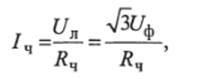 I_ч = U_л / R_ч = √3U_ф / R_ч,